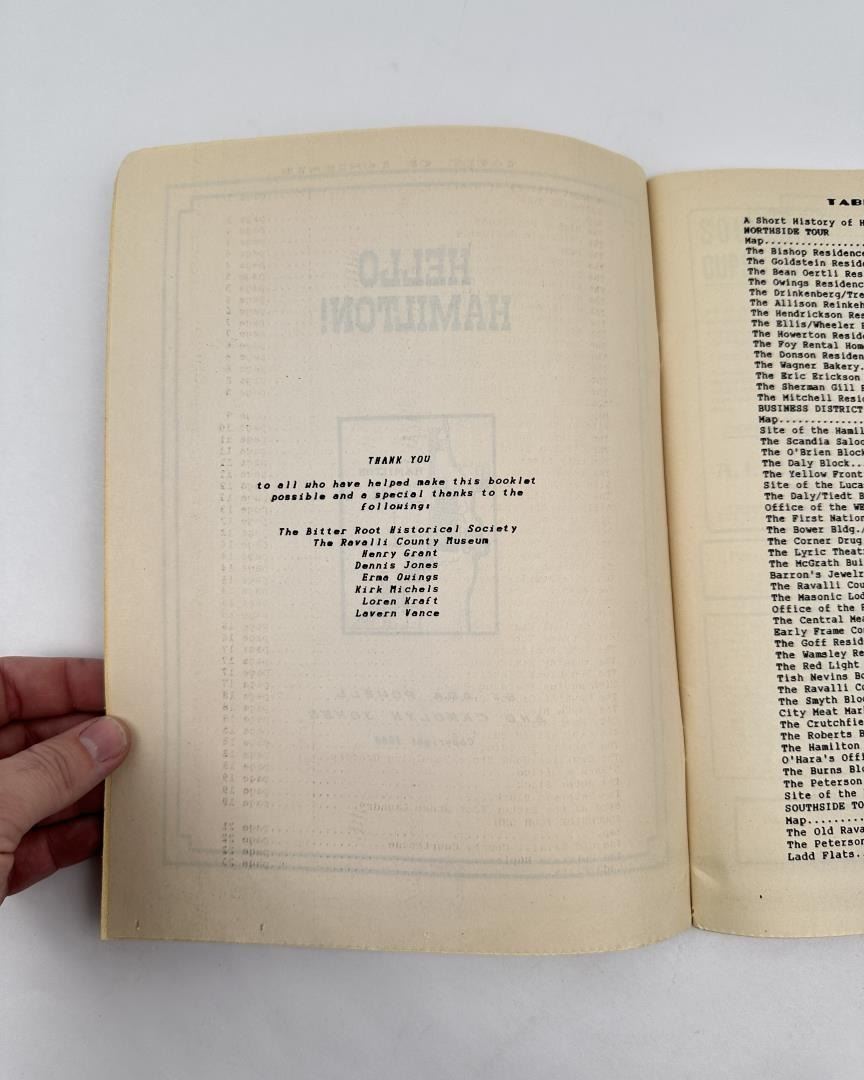 THANK YOU
to all who have helped make this booklet
possible and a special thanks to the
following:
The Bitter Root Historical Society
The Ravalli County Museum
Henry Grant
Dennis Jones
Erma Owings
Kirk Michels
Loren Kraft
Lavern Vance
HELLO
HAMILTON!
A Short History of H
NORTHSIDE TOUR
Map..............
The Bishop Residence
The Goldstein Reside
The Bean Oertli Res
The Owings Residenc
The Drinkenberg/Tre
The Allison Reinkeh
The Hendrickson Res
The Ellis/Wheeler R
The Howerton Reside
The Foy Rental Hom
The Donson Residen
The Wagner Bakery.
The Eric Erickson
The Sherman Gill R
The Mitchell Resi
BUSINESS DISTRICT
Map.............
Site of the Hamil
The Scandia Saloo
The O'Brien Block
The Daly Block...
The Yellow Front
Site of the Luca
The Daly/Tiedt B
Office of the WE
The First Nation
The Bower Bldg./
The Corner Drug
The Lyric Theat
The McGrath Bui
Barron's Jewelr
The Ravalli Cou
The Masonic Lod
Office of the R
The Central Mea
Early Frame Co
The Goff Resid
The Wamsley Re
The Red Light
Tish Nevins Bo
The Ravalli Co
The Smyth Bloc
City Meat Mar
The Crutchfie
The Roberts B
The Hamilton
O'Hara's Offi
The Burns Blo
The Peterson
Site of the
SOUTHSIDE TO
Map.........
The Old Rava
The Peterson
Ladd Flats..